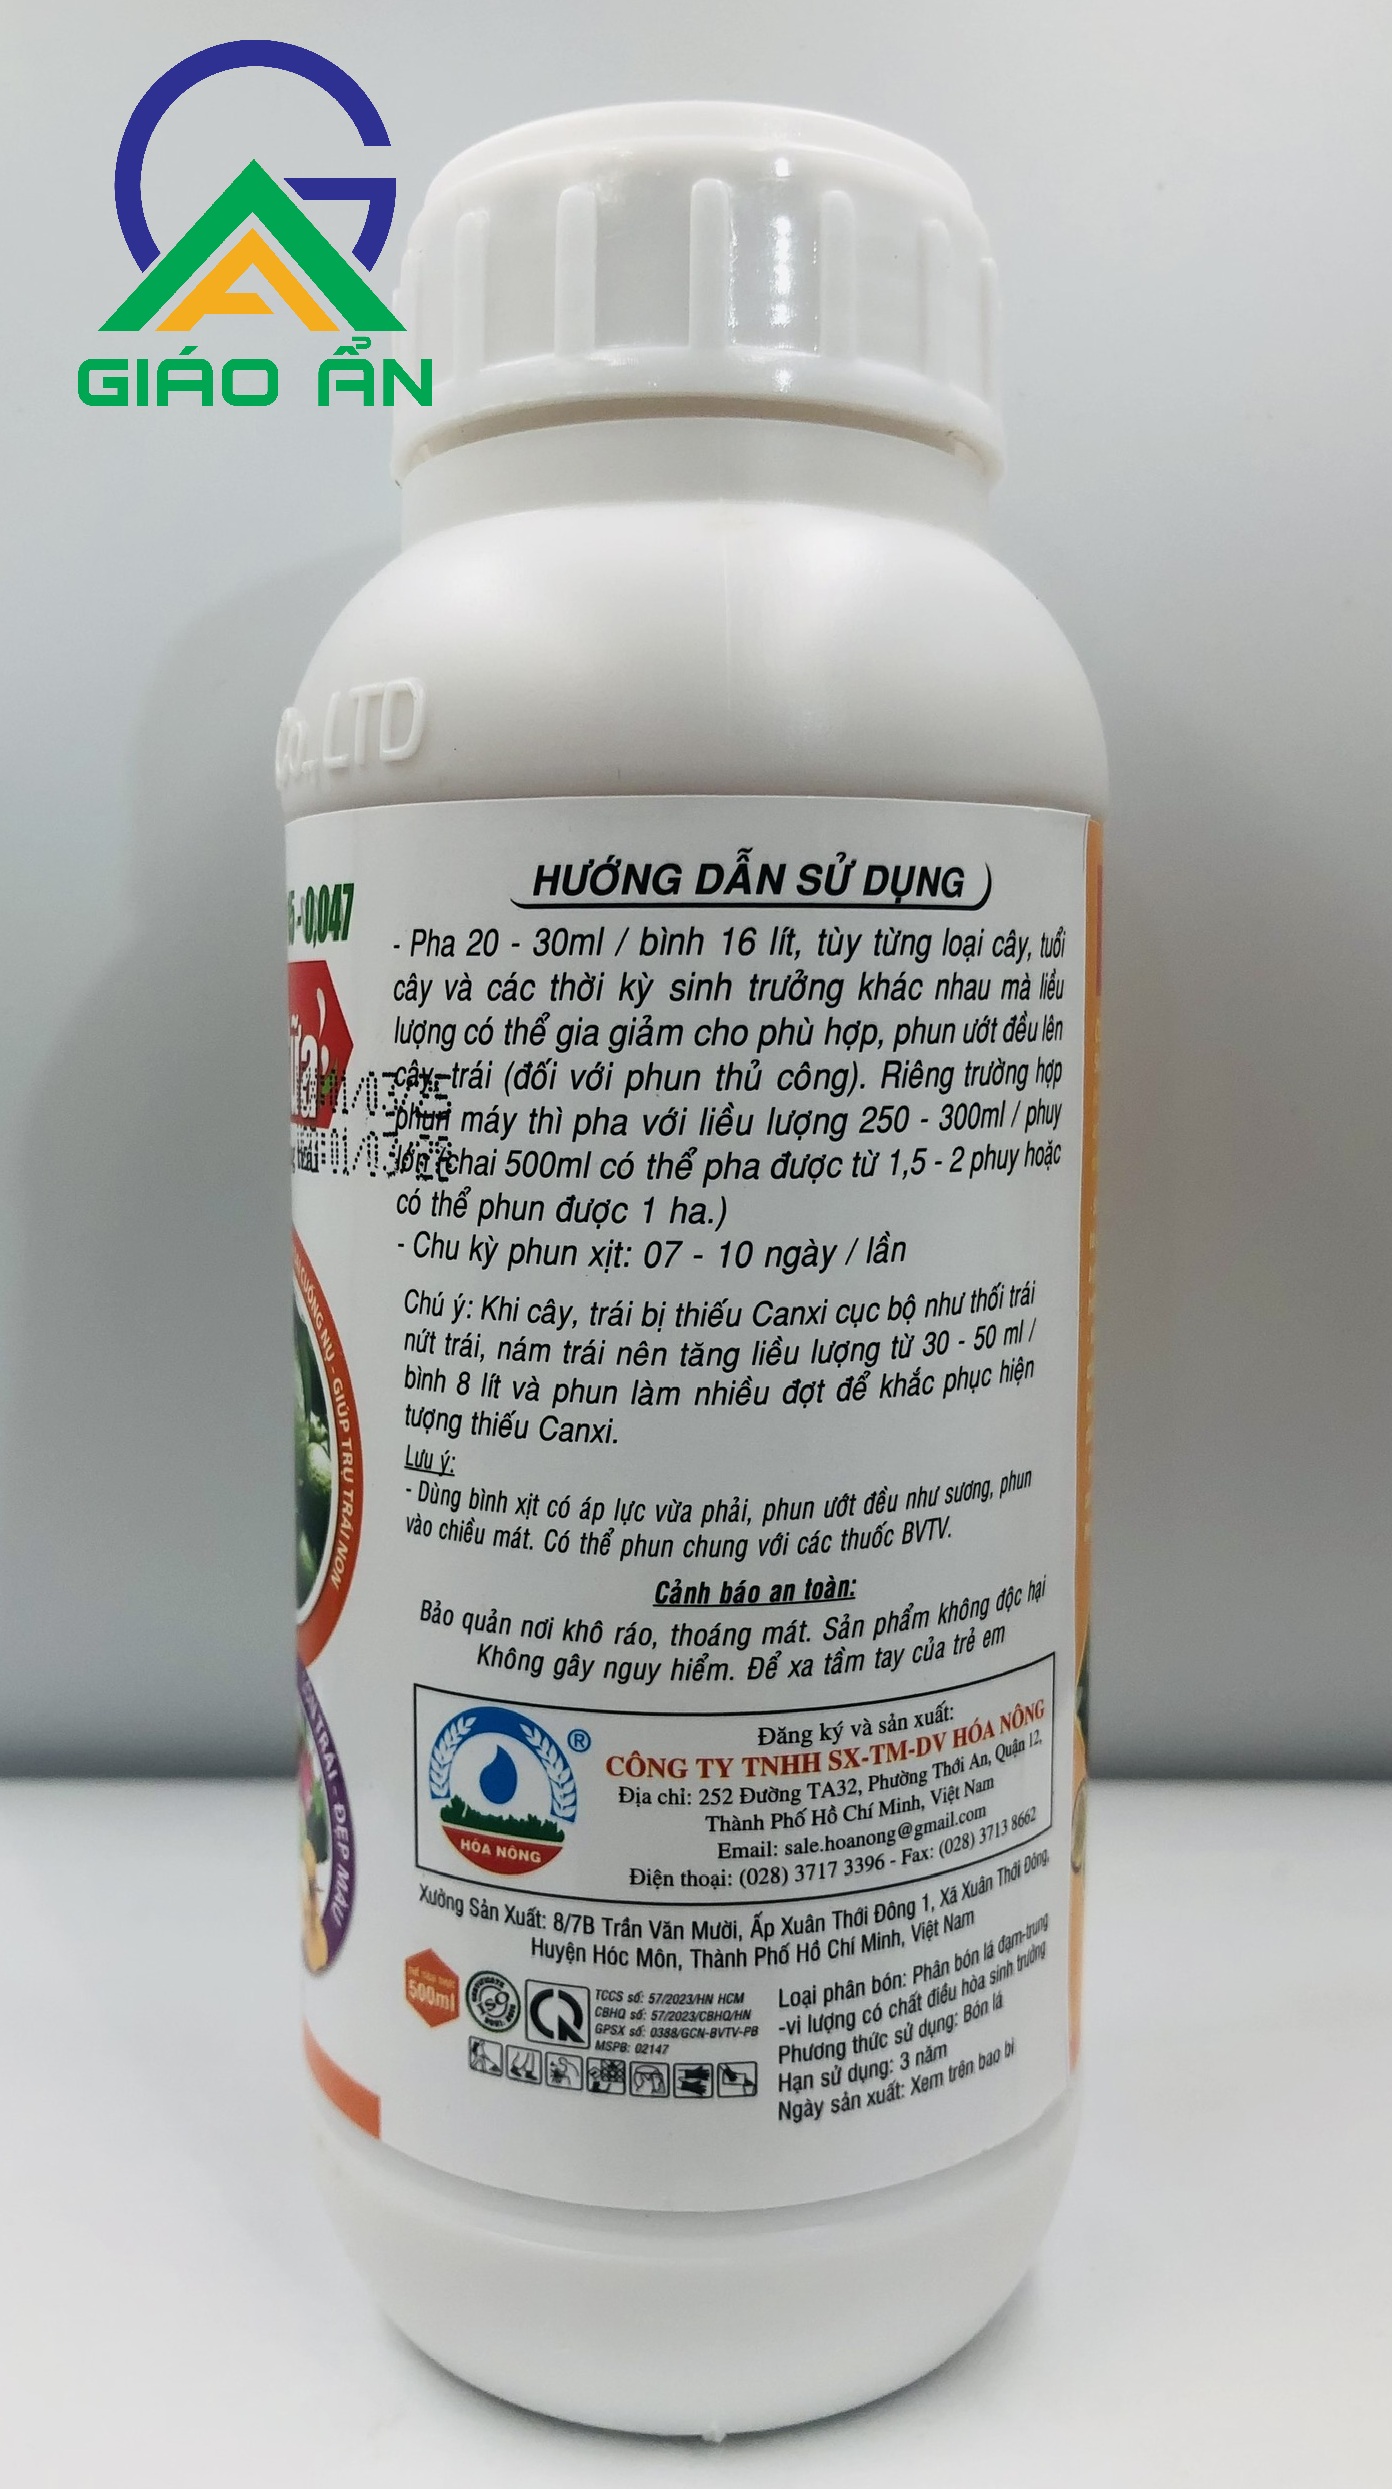 GIÁO ẨN
Co.,LTD
0,047
HƯỚNG DẪN SỬ DỤNG
- Pha 20 - 30ml / bình 16 lít, tùy từng loại cây, tuổi
cây và các thời kỳ sinh trưởng khác nhau mà liều
lượng có thể gia giảm cho phù hợp, phun ướt đều lên
cây, trái (đối với phun thủ công). Riêng trường hợp
phun máy thì pha với liều lượng 250 - 300ml / phuy
lớn (chai 500ml có thể pha được từ 1,5 - 2 phuy hoặc
có thể phun được 1 ha.)
- Chu kỳ phun xịt: 07 - 10 ngày / lần
Chú ý: Khi cây, trái bị thiếu Canxi cục bộ như thối trái
nứt trái, nám trái nên tăng liều lượng từ 30 - 50 ml /
bình 8 lít và phun làm nhiều đợt để khắc phục hiện
tượng thiếu Canxi.
Lưu ý:
- Dùng bình xịt có áp lực vừa phải, phun ướt đều như sương, phun
vào chiều mát. Có thể phun chung với các thuốc BVTV.
Cảnh báo an toàn:
Bảo quản nơi khô ráo, thoáng mát. Sản phẩm không độc hại
Không gây nguy hiểm. Để xa tầm tay của trẻ em
CUỐNG NỤ - GIÚP TRỤ TRÁI NON
TRÁI - ĐẸP MÀU
Đăng ký và sản xuất:
CÔNG TY TNHH SX-TM-DV HÓA NÔNG
Địa chỉ: 252 Đường TA32, Phường Thới An, Quận 12,
Thành Phố Hồ Chí Minh, Việt Nam
Email: sale.hoanong@gmail.com
Điện thoại: (028) 3717 3396 - Fax: (028) 3713 8662
®
HÓA NÔNG
Xưởng Sản Xuất: 8/7B Trần Văn Mười, Ấp Xuân Thới Đông 1, Xã Xuân Thới Đông,
Huyện Hóc Môn, Thành Phố Hồ Chí Minh, Việt Nam
500ml
TCCS số: 57/2023/HN HCM
CBHQ số: 57/2023/CBHQ/HN
GPSX số: 0388/GCN-BVTV-PB
MSPB: 02147
Loại phân bón: Phân bón lá đạm-trung
-vi lượng có chất điều hòa sinh trưởng
Phương thức sử dụng: Bón lá
Hạn sử dụng: 3 năm
Ngày sản xuất: Xem trên bao bì